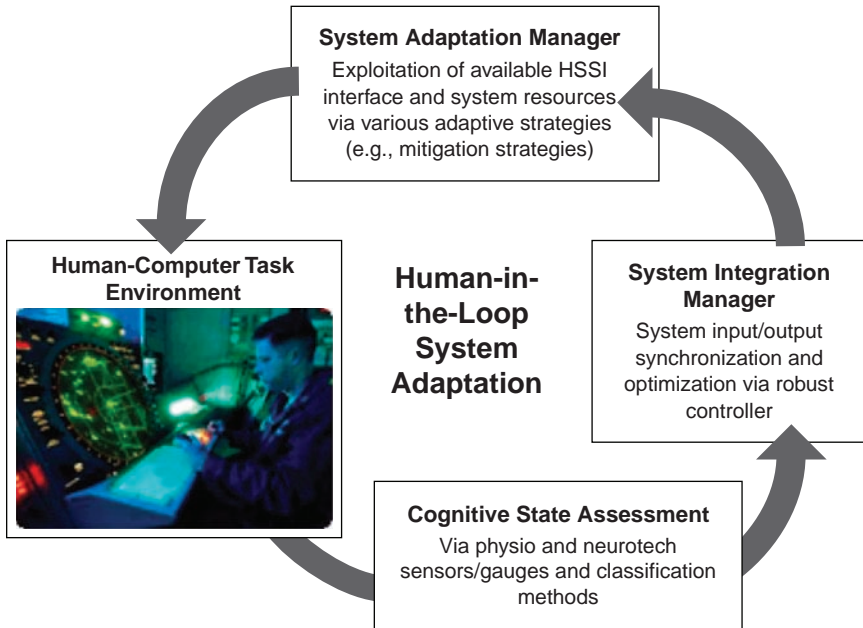 System Adaptation Manager
Exploitation of available HSSI
interface and system resources
via various adaptive strategies
(e.g., mitigation strategies)
Human-Computer Task
Environment
Human-in-
the-Loop
System
Adaptation
System Integration
Manager
System input/output
synchronization and
optimization via robust
controller
Cognitive State Assessment
Via physio and neurotech
sensors/gauges and classification
methods